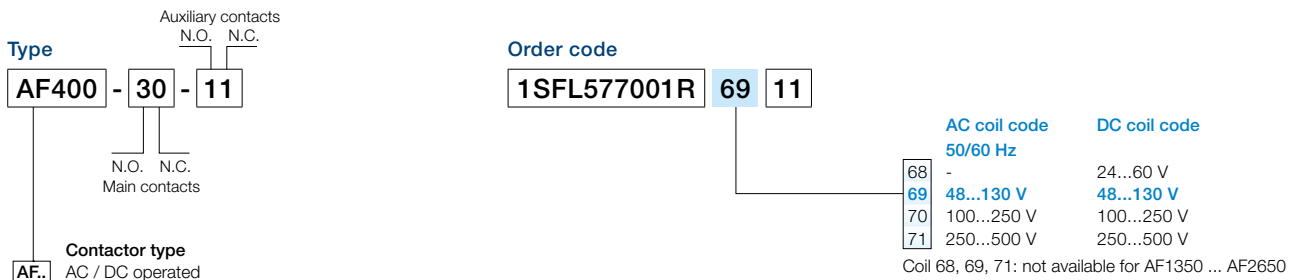 Auxiliary contacts
N.O. N.C.
Type
AF400 - 30 - 11
N.O. N.C.
Main contacts
Contactor type
AF.. AC / DC operated
Order code
1SFL577001R 69 11
AC coil code DC coil code
50/60 Hz
68 - 24...60 V
69 48...130 V 48...130 V
70 100...250 V 100...250 V
71 250...500 V 250...500 V
Coil 68, 69, 71: not available for AF1350 ... AF2650